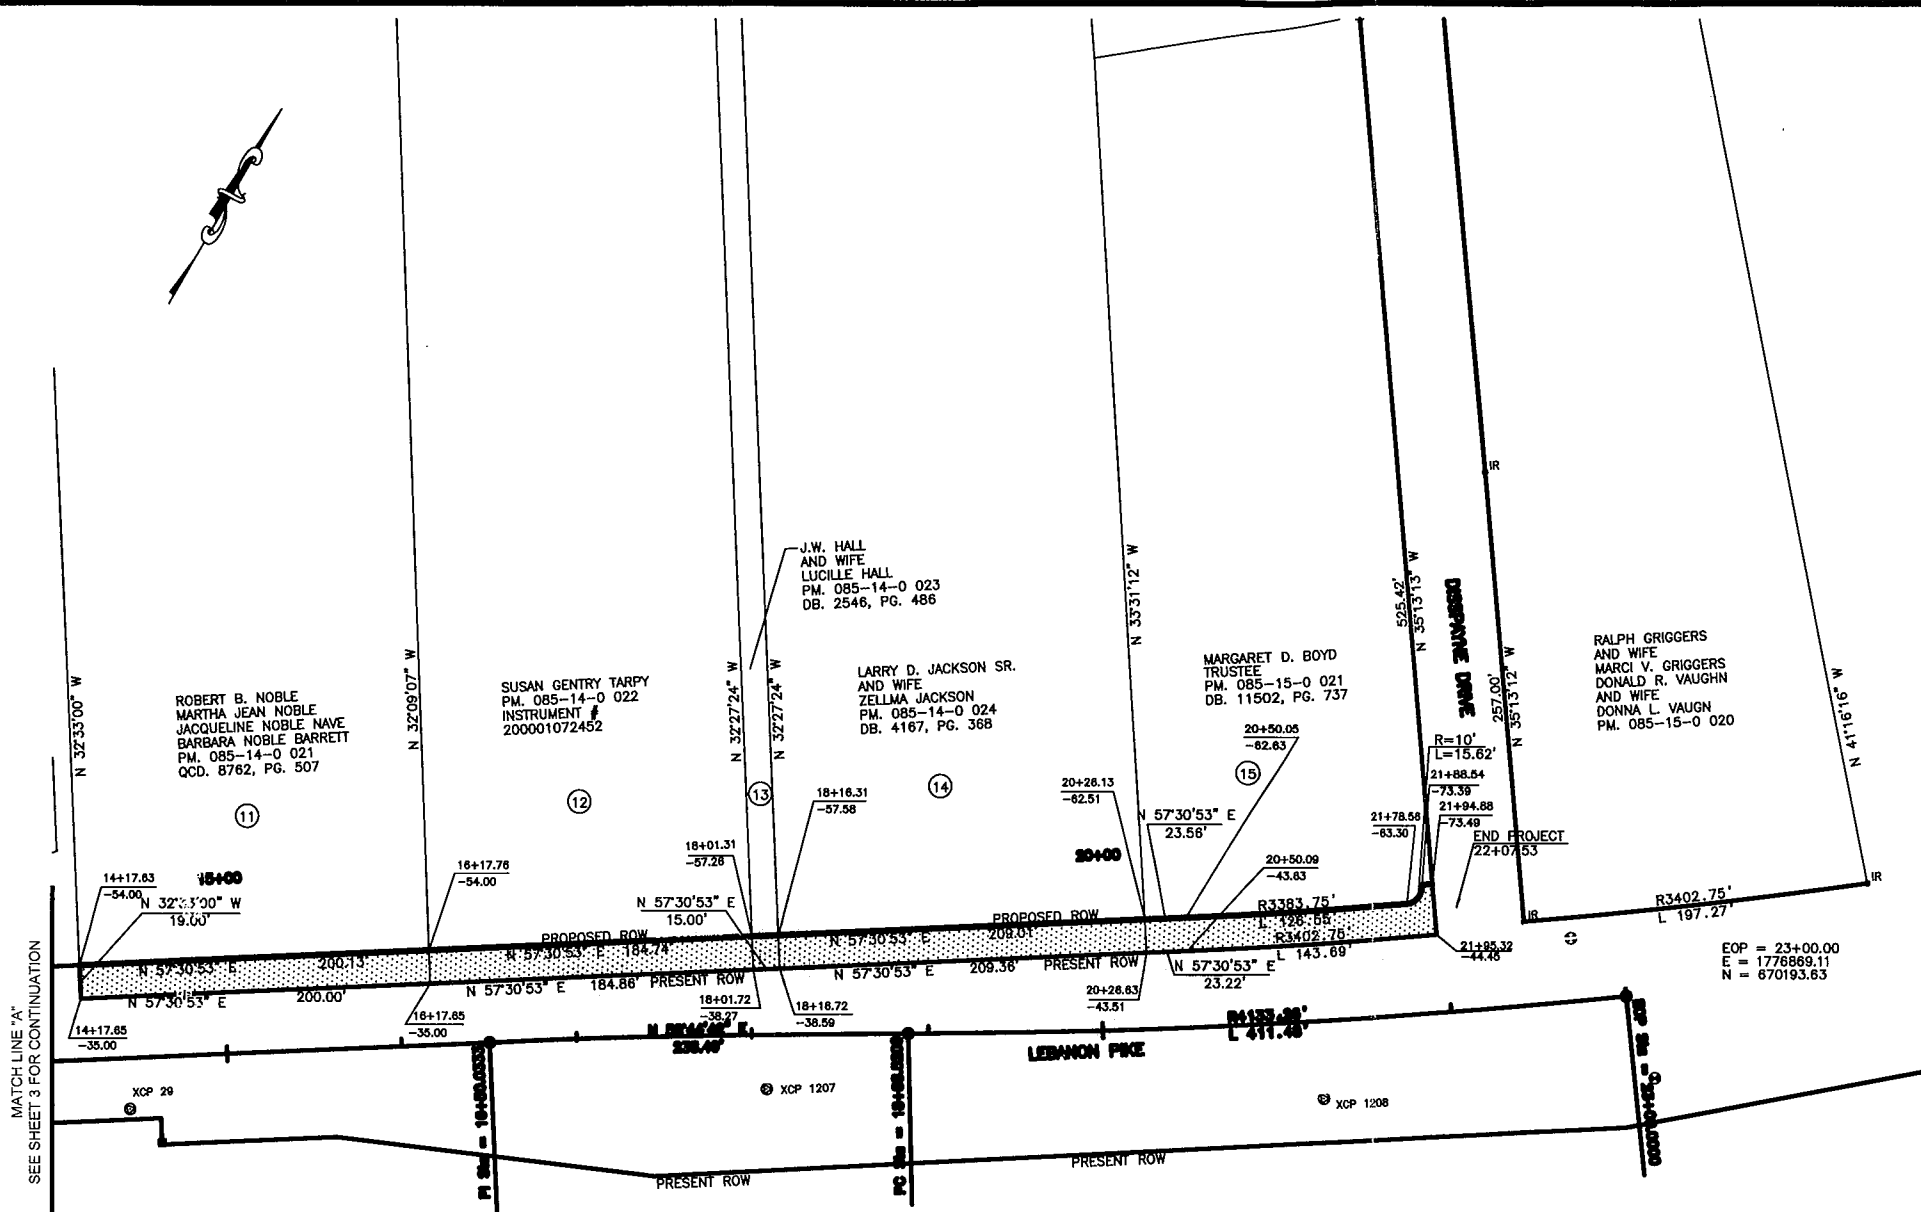 J.W. HALL
AND WIFE
LUCILLE HALL
PM. 085-14-0 023
DB. 2546, PG. 486
ROBERT B. NOBLE
MARTHA JEAN NOBLE
JACQUELINE NOBLE NAVE
BARBARA NOBLE BARRETT
PM. 085-14-0 021
QCD. 8762, PG. 507
11
SUSAN GENTRY TARPY
PM. 085-14-0 022
INSTRUMENT #
200001072452
12
13
LARRY D. JACKSON SR.
AND WIFE
ZELLMA JACKSON
PM. 085-14-0 024
DB. 4167, PG. 368
14
MARGARET D. BOYD
TRUSTEE
PM. 085-15-0 021
DB. 11502, PG. 737
15
RALPH GRIGGERS
AND WIFE
MARCI V. GRIGGERS
DONALD R. VAUGHN
AND WIFE
DONNA L. VAUGN
PM. 085-15-0 020
N 32°33'00" W
N 32°09'07" W
N 32°27'24" W
N 32°27'24" W
N 33°31'12" W
525.42'
N 35°13'13" W
257.00'
N 35°13'12" W
N 41°16'16" W
IR
IR
IR
14+17.63
-54.00
15+00
N 32°33'00" W
19.00'
16+17.76
-54.00
18+01.31
-57.26
N 57°30'53" E
15.00'
18+16.31
-57.58
20+00
20+26.13
-62.51
N 57°30'53" E
23.56'
20+50.05
-62.63
20+50.09
-43.83
21+78.56
-63.30
R=10'
L=15.62'
21+88.54
-73.39
21+94.88
-73.49
END PROJECT
22+07.53
PROPOSED ROW
PROPOSED ROW
N 57°30'53" E 200.13'
N 57°30'53" E 184.74'
N 57°30'53" E 209.01'
R3383.75'
R3402.75'
L 143.69'
R3402.75'
L 197.27'
N 57°30'53" E 200.00'
N 57°30'53" E 184.86' PRESENT ROW
N 57°30'53" E 209.36' PRESENT ROW
N 57°30'53" E
23.22'
14+17.65
-35.00
16+17.65
-35.00
18+01.72
-38.27
18+16.72
-38.59
20+26.63
-43.51
21+95.32
-44.46
EOP = 23+00.00
E = 1776869.11
N = 670193.63
L 411.46'
LEBANON PIKE
XCP 29
XCP 1207
XCP 1208
PRESENT ROW
PRESENT ROW
MATCH LINE "A"
SEE SHEET 3 FOR CONTINUATION